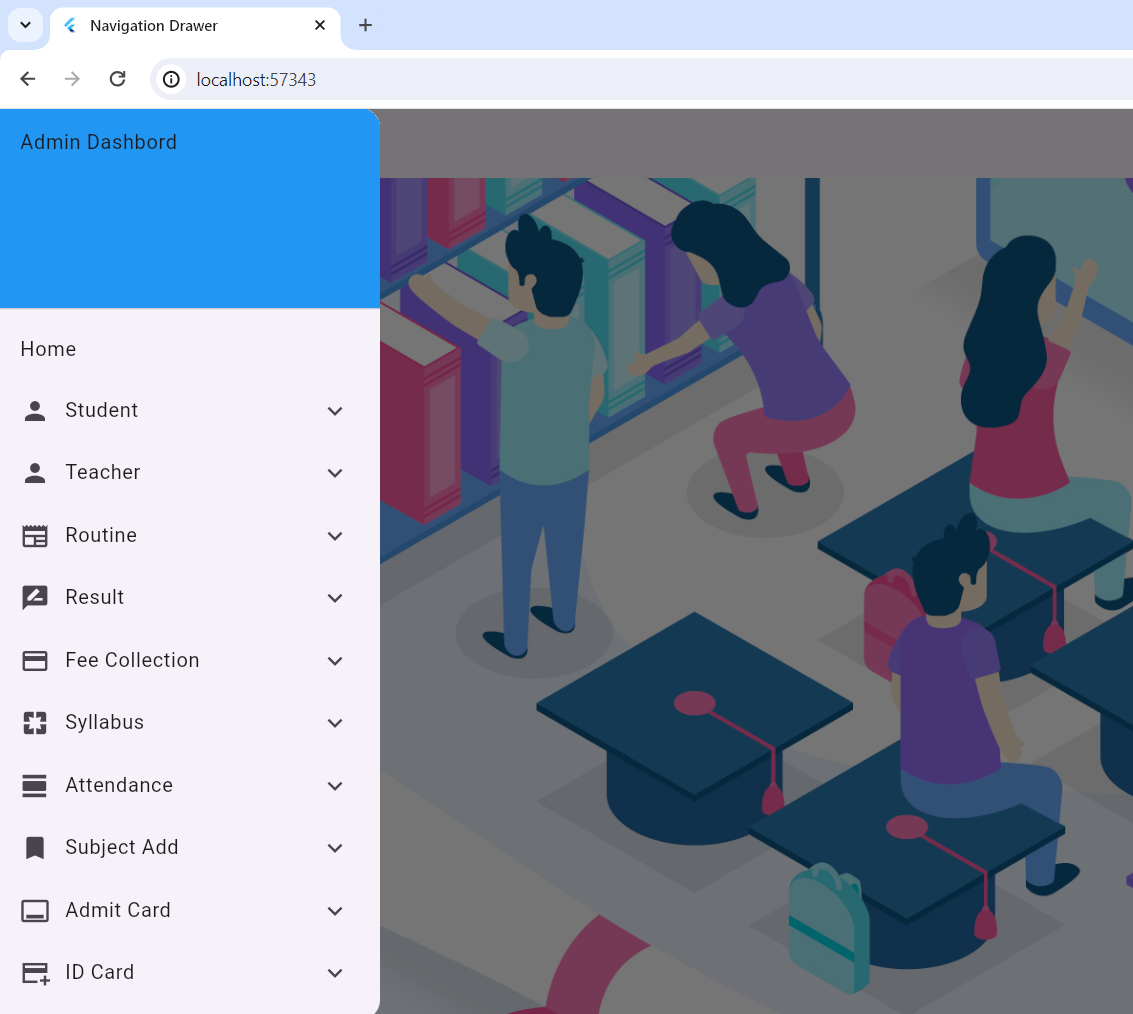 Navigation Drawer
localhost:57343
Admin Dashbord
Home
Student
Teacher
Routine
Result
Fee Collection
Syllabus
Attendance
Subject Add
Admit Card
ID Card